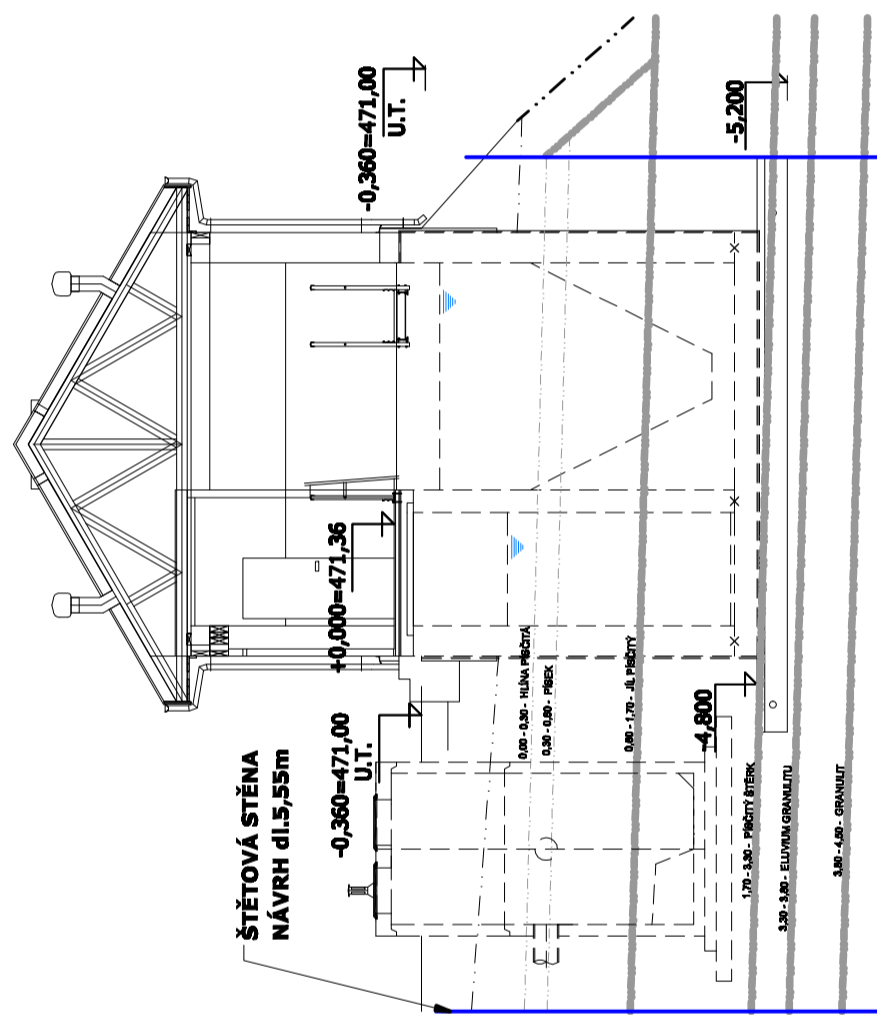 ŠTĚTOVÁ STĚNA
NÁVRH dl.5,55m
-0,360=471,00
U.T.
+0,000=471,36
-0,360=471,00
U.T.
-5,200
-4,800
0,00 - 0,30 - HLÍNA PÍSČITÁ
0,30 - 0,60 - PÍSEK
0,60 - 1,70 - JÍL PÍSČITÝ
1,70 - 3,30 - PÍSČITÝ ŠTĚRK
3,30 - 3,80 - ELUVIUM GRANULITU
3,80 - 4,50 - GRANULIT